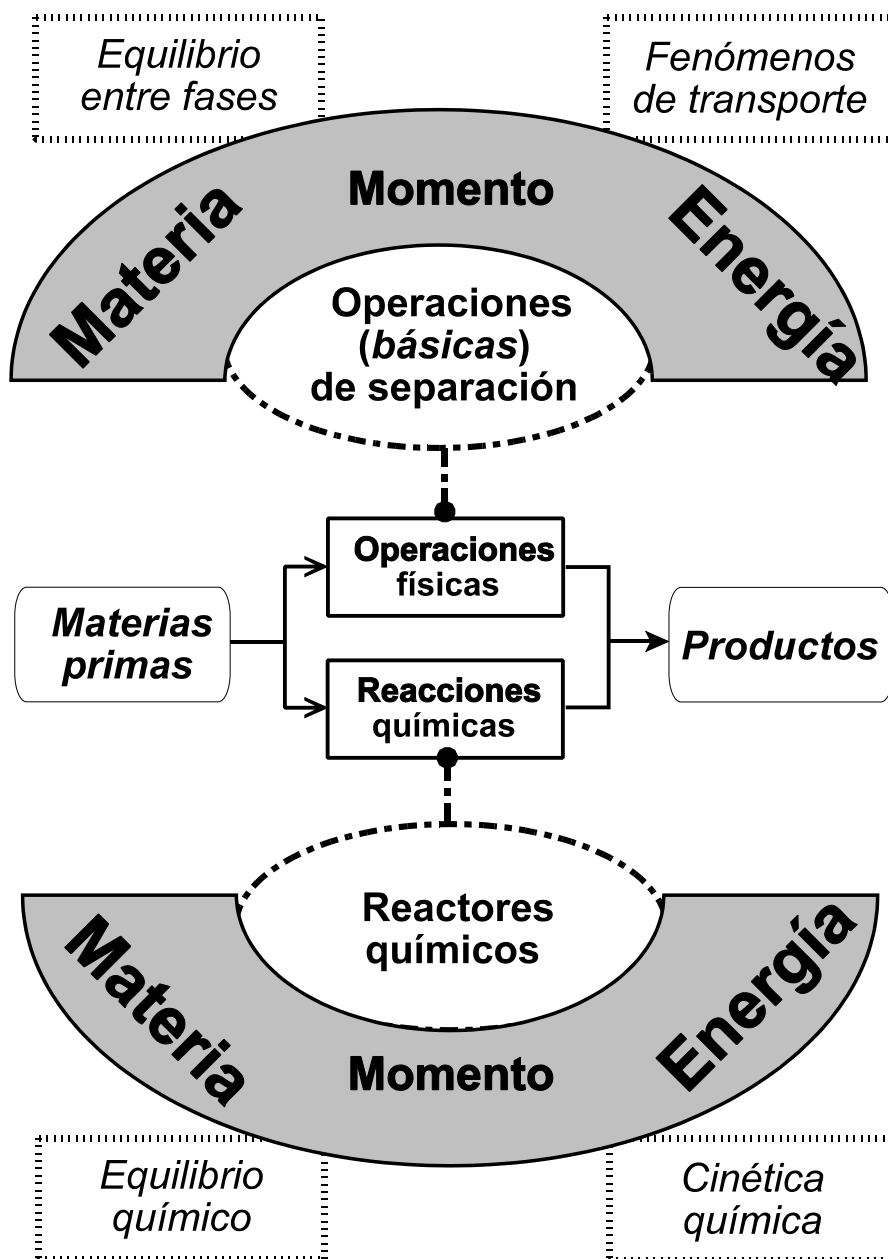 Equilibrio
entre fases
Fenómenos
de transporte
Materia
Momento
Energía
Operaciones
(básicas)
de separación
Operaciones
físicas
Materias
primas
Productos
Reacciones
químicas
Reactores
químicos
Materia
Momento
Energía
Equilibrio
químico
Cinética
química